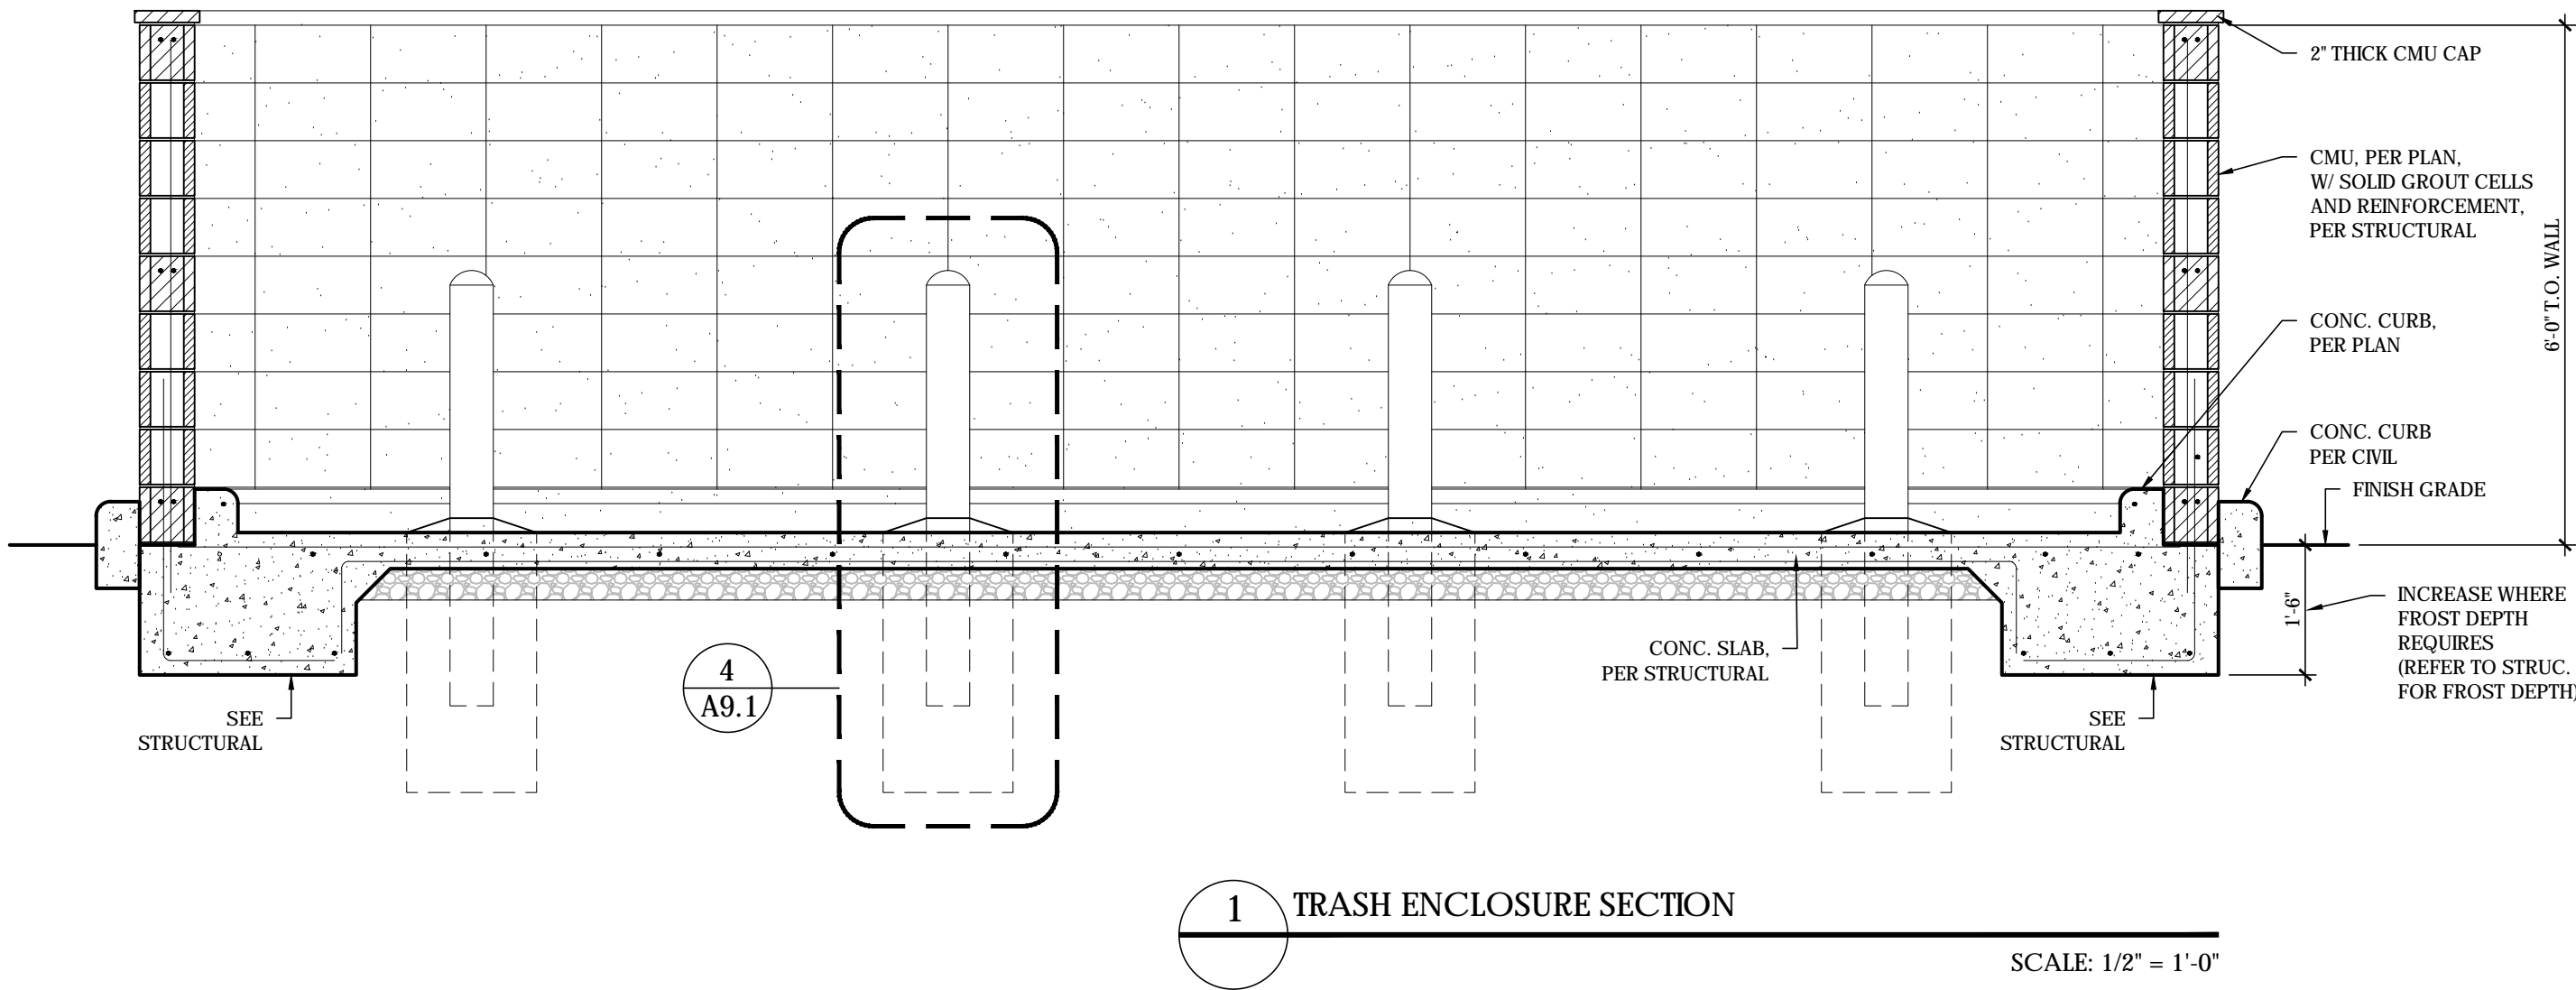 2" THICK CMU CAP
CMU, PER PLAN,
W/ SOLID GROUT CELLS
AND REINFORCEMENT,
PER STRUCTURAL
6'-0" T.O. WALL
CONC. CURB,
PER PLAN
CONC. CURB
PER CIVIL
FINISH GRADE
1'-6"
INCREASE WHERE
FROST DEPTH
REQUIRES
(REFER TO STRUC.
FOR FROST DEPTH)
CONC. SLAB,
PER STRUCTURAL
4
A9.1
SEE
STRUCTURAL
SEE
STRUCTURAL
1
TRASH ENCLOSURE SECTION
SCALE: 1/2" = 1'-0"